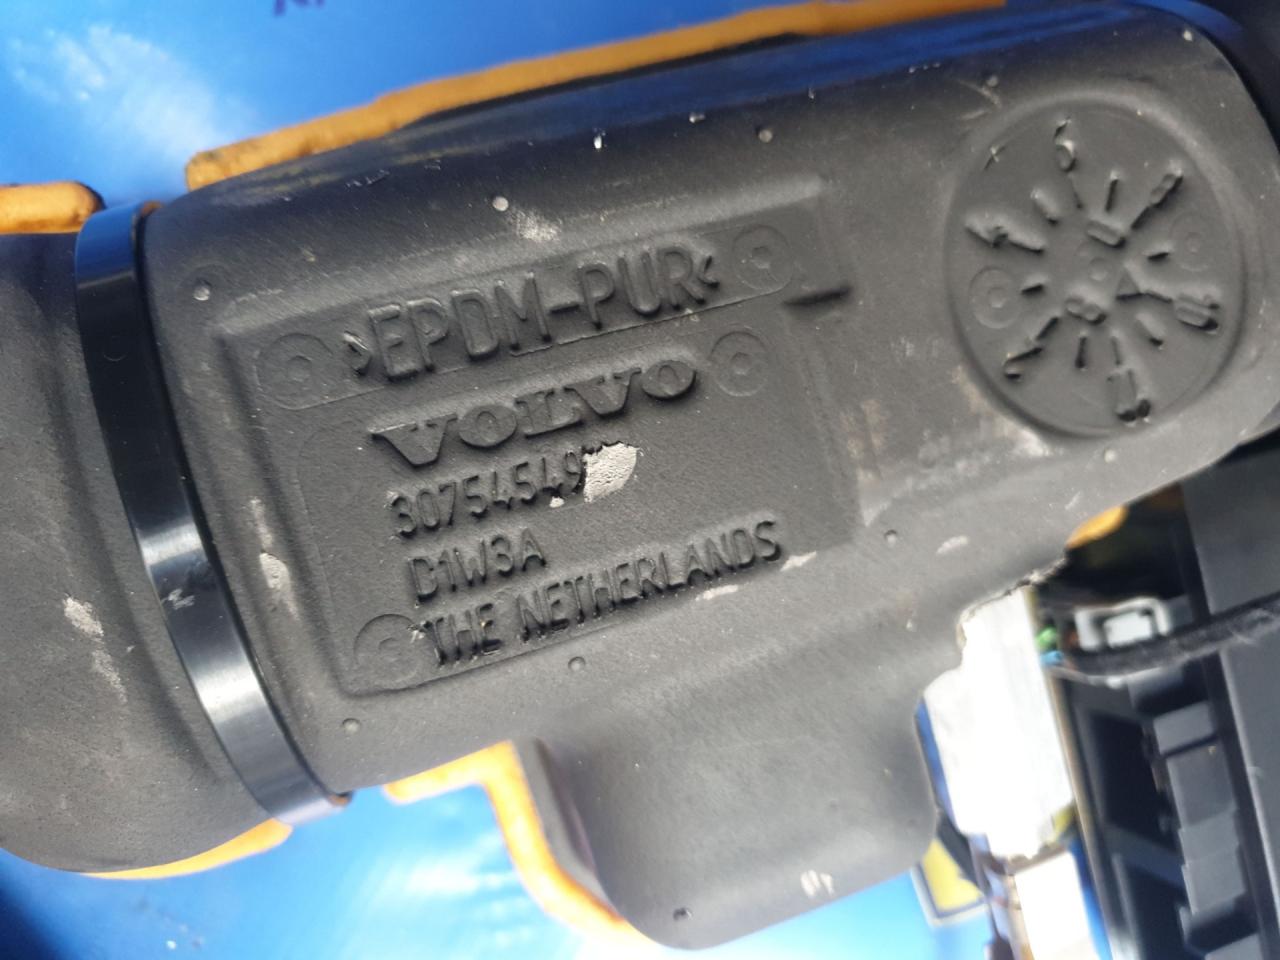 >EPDM-PUR<
VOLVO
30754549
D1W3A
THE NETHERLANDS